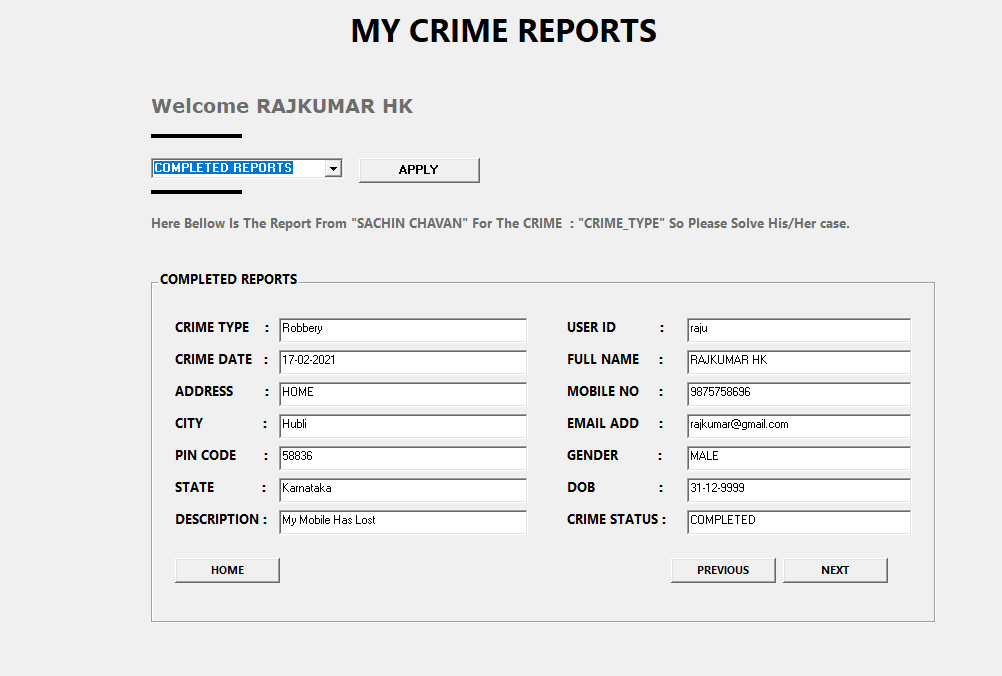 MY CRIME REPORTS
Welcome RAJKUMAR HK
COMPLETED REPORTS
APPLY
Here Bellow Is The Report From "SACHIN CHAVAN" For The CRIME : "CRIME_TYPE" So Please Solve His/Her case.
COMPLETED REPORTS
CRIME TYPE : Robbery USER ID : raju
CRIME DATE : 17-02-2021 FULL NAME : RAJKUMAR HK
ADDRESS : HOME MOBILE NO : 9875758696
CITY : Hubli EMAIL ADD : rajkumar@gmail.com
PIN CODE : 58836 GENDER : MALE
STATE : Karnataka DOB : 31-12-9999
DESCRIPTION : My Mobile Has Lost CRIME STATUS : COMPLETED
HOME PREVIOUS NEXT